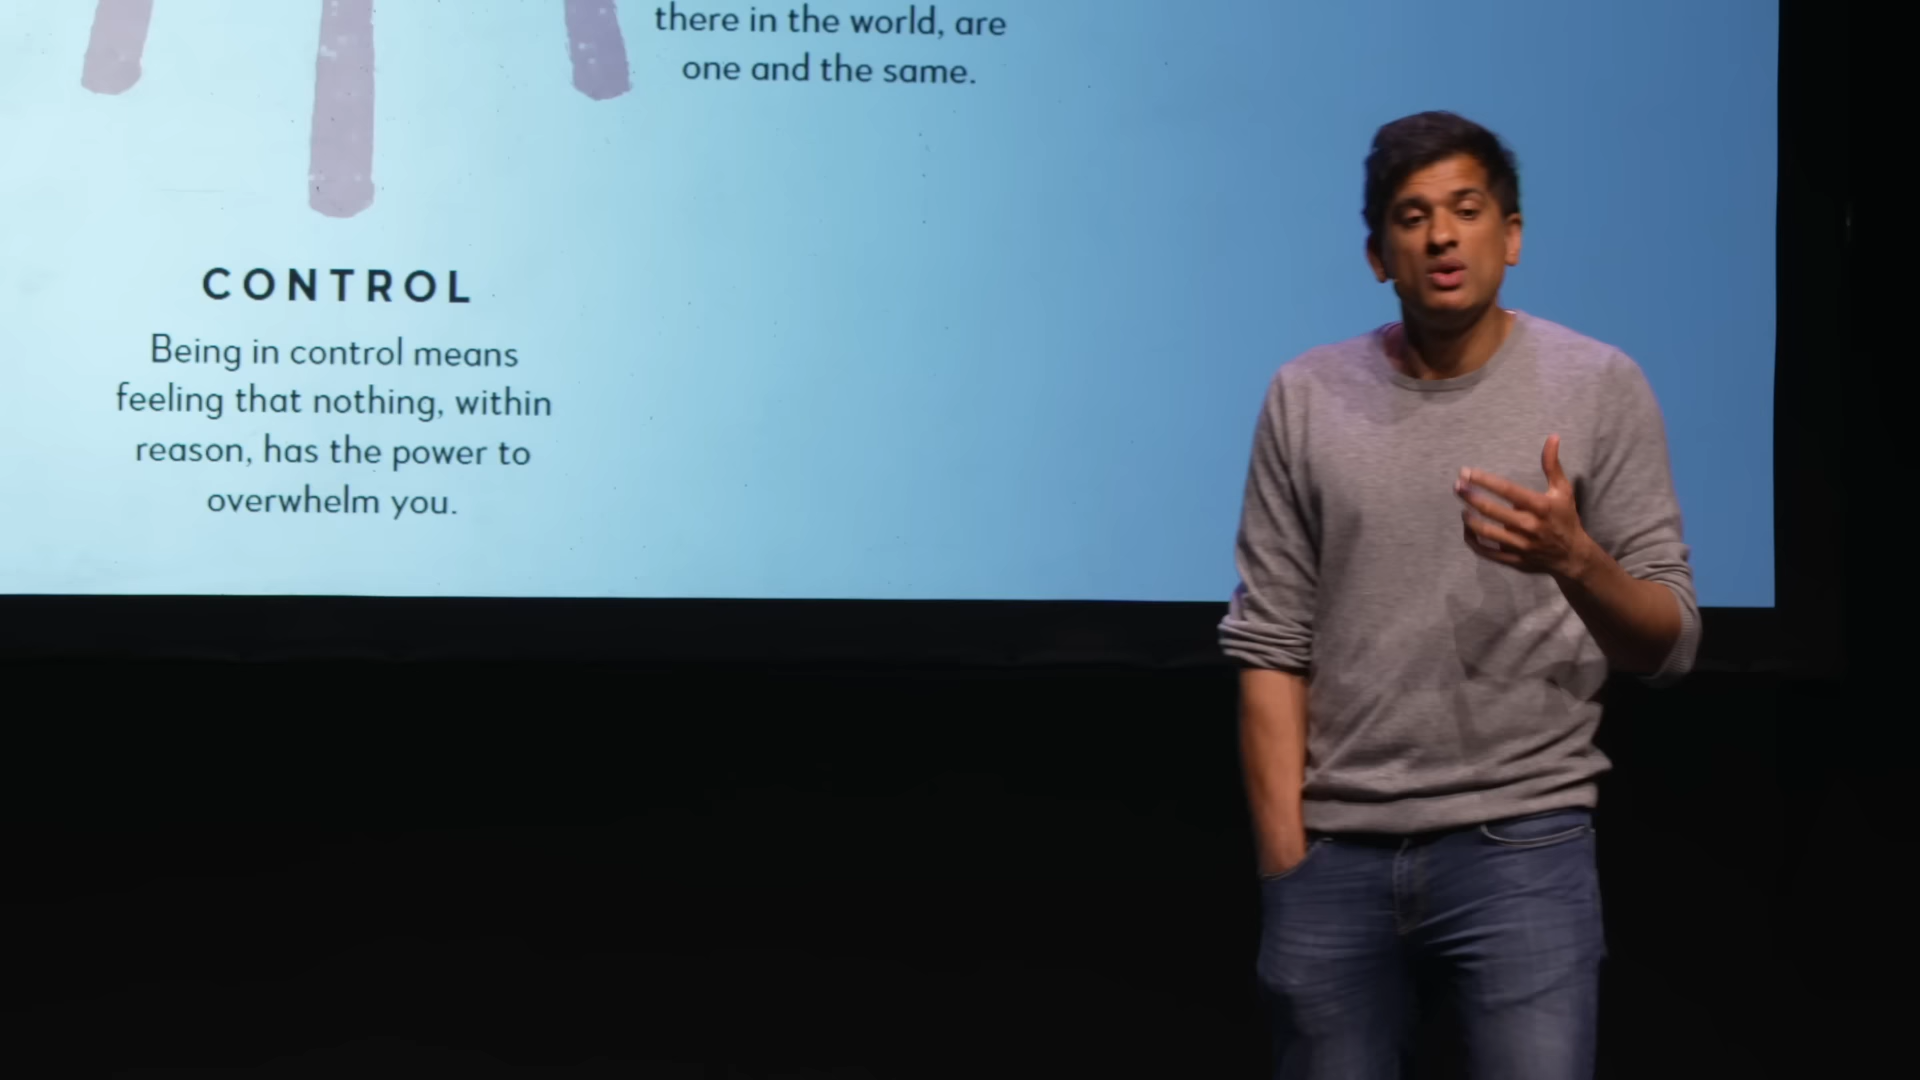 there in the world, are
one and the same.
CONTROL
Being in control means
feeling that nothing, within
reason, has the power to
overwhelm you.